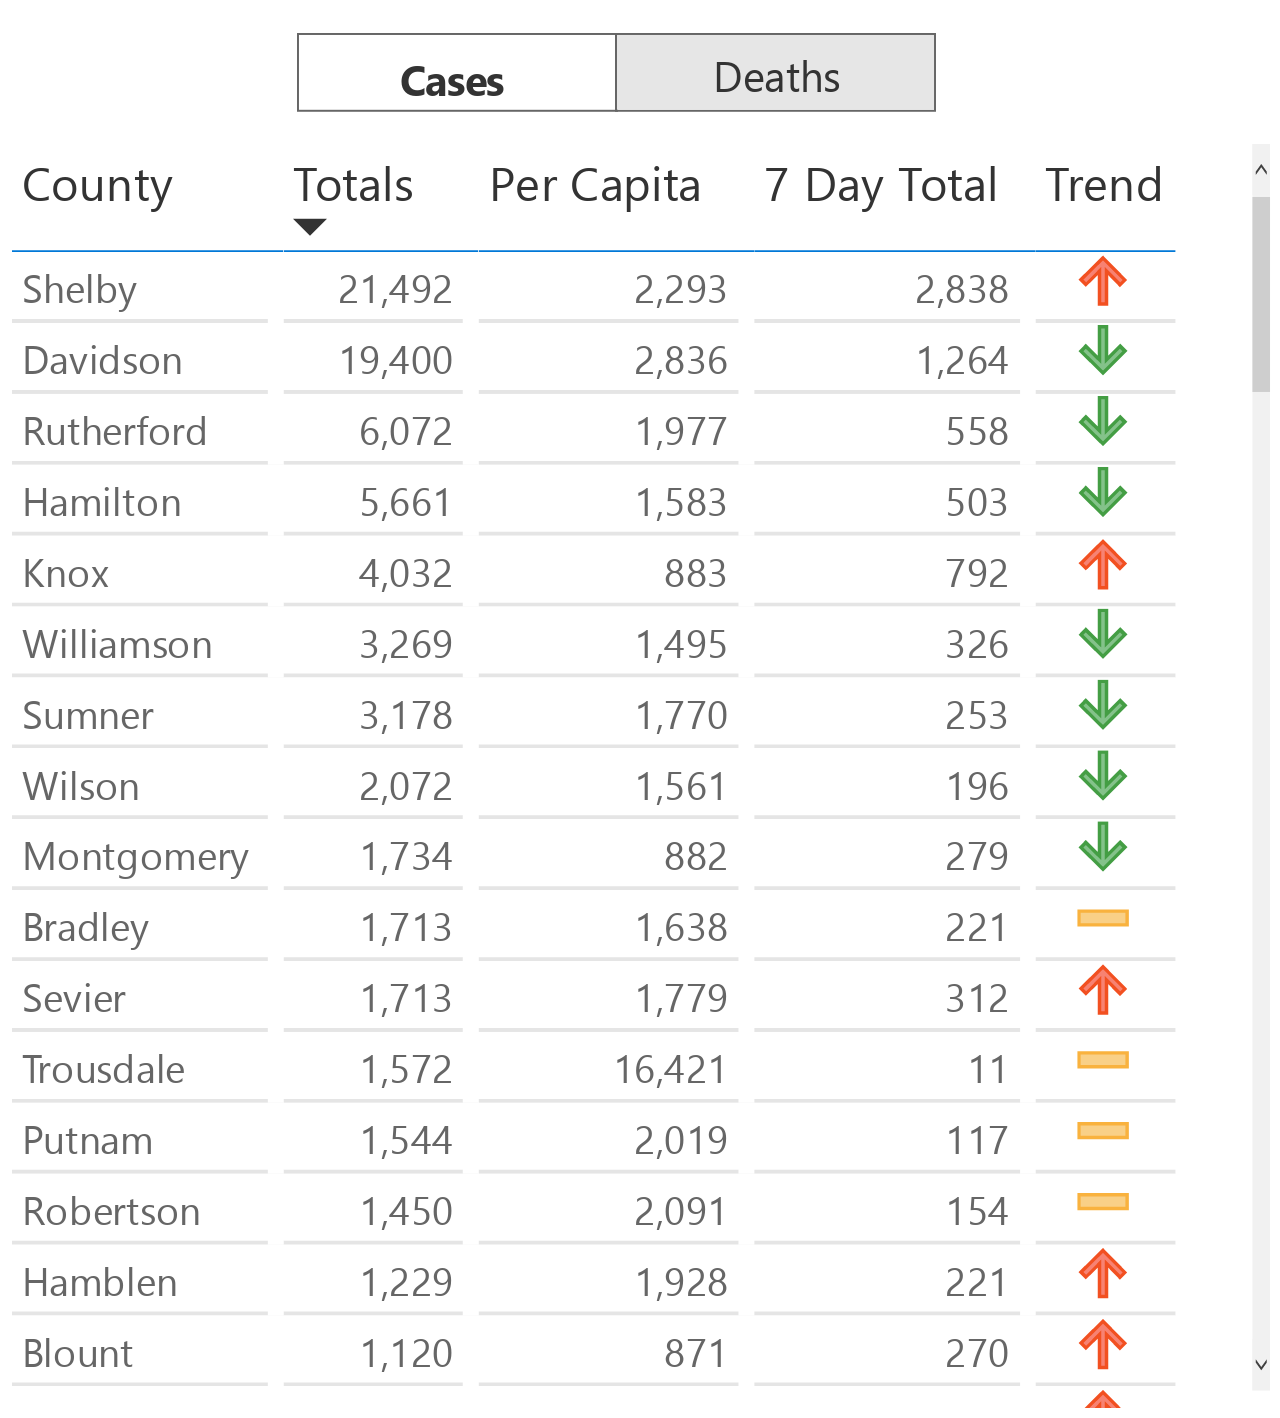 Cases Deaths
County Totals Per Capita 7 Day Total Trend
Shelby 21,492 2,293 2,838
Davidson 19,400 2,836 1,264
Rutherford 6,072 1,977 558
Hamilton 5,661 1,583 503
Knox 4,032 883 792
Williamson 3,269 1,495 326
Sumner 3,178 1,770 253
Wilson 2,072 1,561 196
Montgomery 1,734 882 279
Bradley 1,713 1,638 221
Sevier 1,713 1,779 312
Trousdale 1,572 16,421 11
Putnam 1,544 2,019 117
Robertson 1,450 2,091 154
Hamblen 1,229 1,928 221
Blount 1,120 871 270